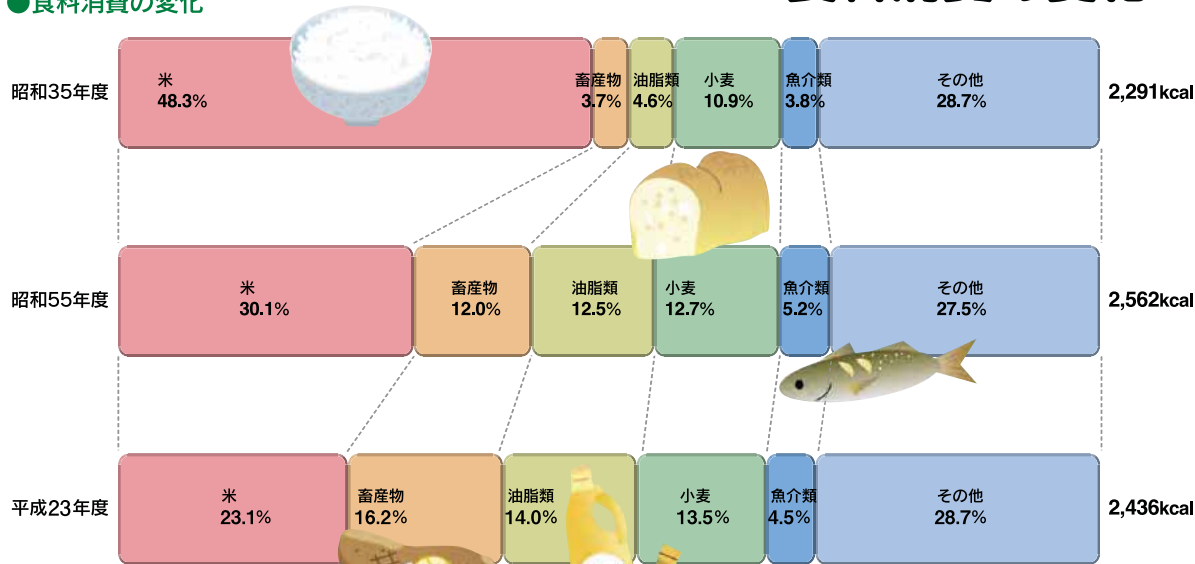 ●食料消費の変化
昭和35年度
米
48.3%
畜産物
3.7%
油脂類
4.6%
小麦
10.9%
魚介類
3.8%
その他
28.7%
2,291kcal
昭和55年度
米
30.1%
畜産物
12.0%
油脂類
12.5%
小麦
12.7%
魚介類
5.2%
その他
27.5%
2,562kcal
平成23年度
米
23.1%
畜産物
16.2%
油脂類
14.0%
小麦
13.5%
魚介類
4.5%
その他
28.7%
2,436kcal